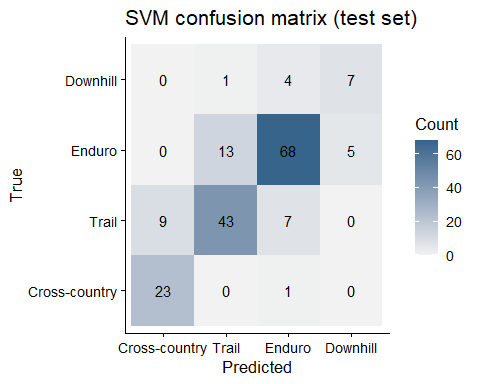 SVM confusion matrix (test set)
True
Downhill 0 1 4 7
Enduro 0 13 68 5
Trail 9 43 7 0
Cross-country 23 0 1 0
Cross-country Trail Enduro Downhill
Predicted
Count
60
40
20
0